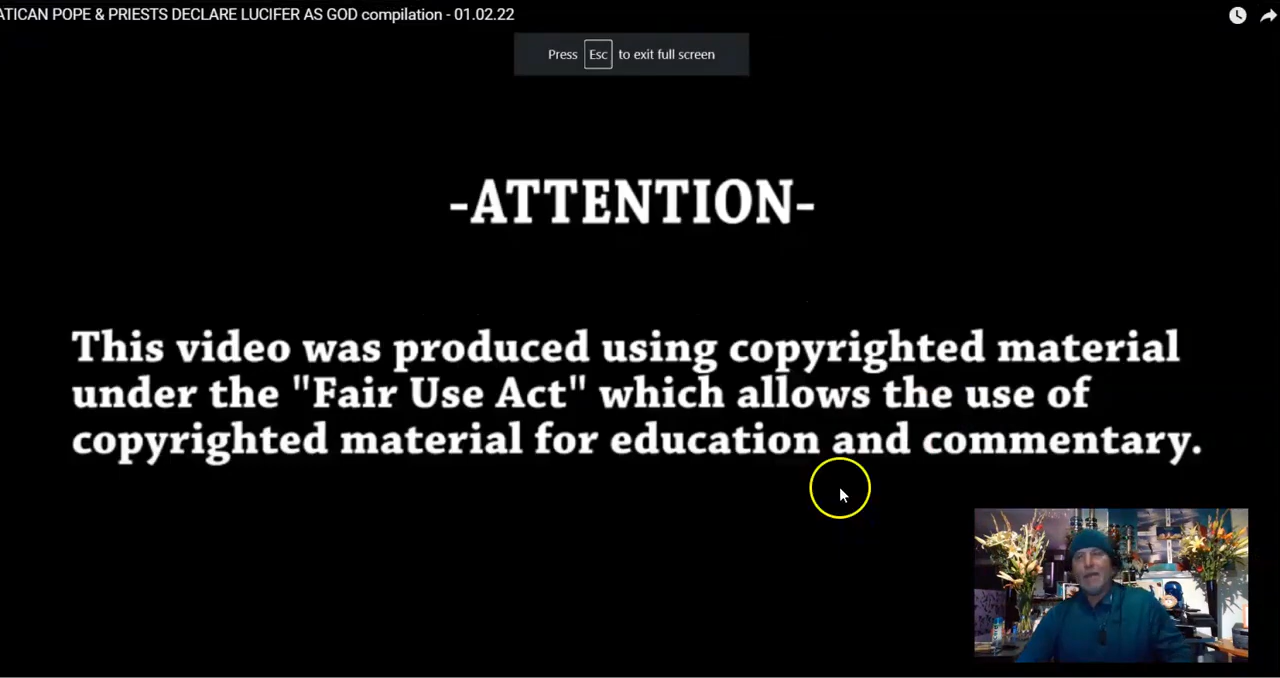 ATICAN POPE & PRIESTS DECLARE LUCIFER AS GOD compilation - 01.02.22
Press Esc to exit full screen
-ATTENTION-
This video was produced using copyrighted material
under the "Fair Use Act" which allows the use of
copyrighted material for education and commentary.